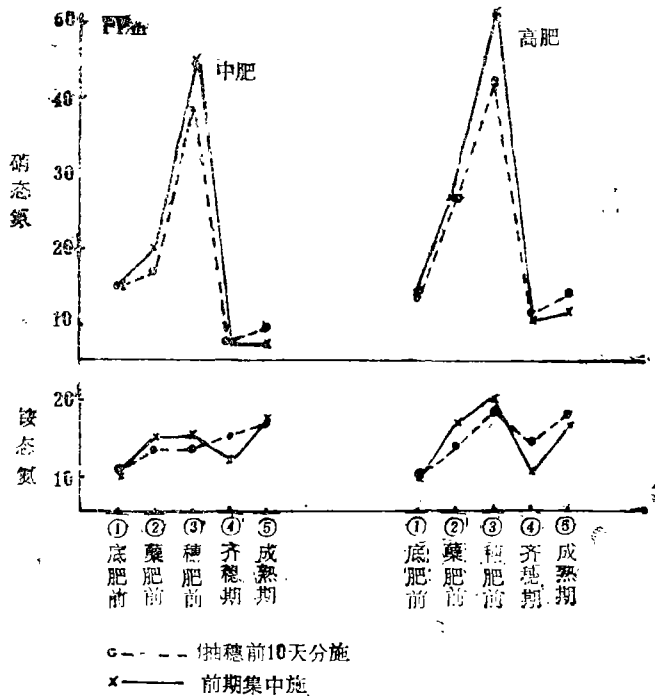 PPm
60
中肥
高肥
40
30
20
10
硝态氮
20
10
铵态氮
① ② ③ ④ ⑤
底肥前 蘖肥前 穗肥前 齐穗期 成熟期
① ② ③ ④ ⑤
底肥前 蘖肥前 穗肥前 齐穗期 成熟期
抽穗前10天分施
前期集中施